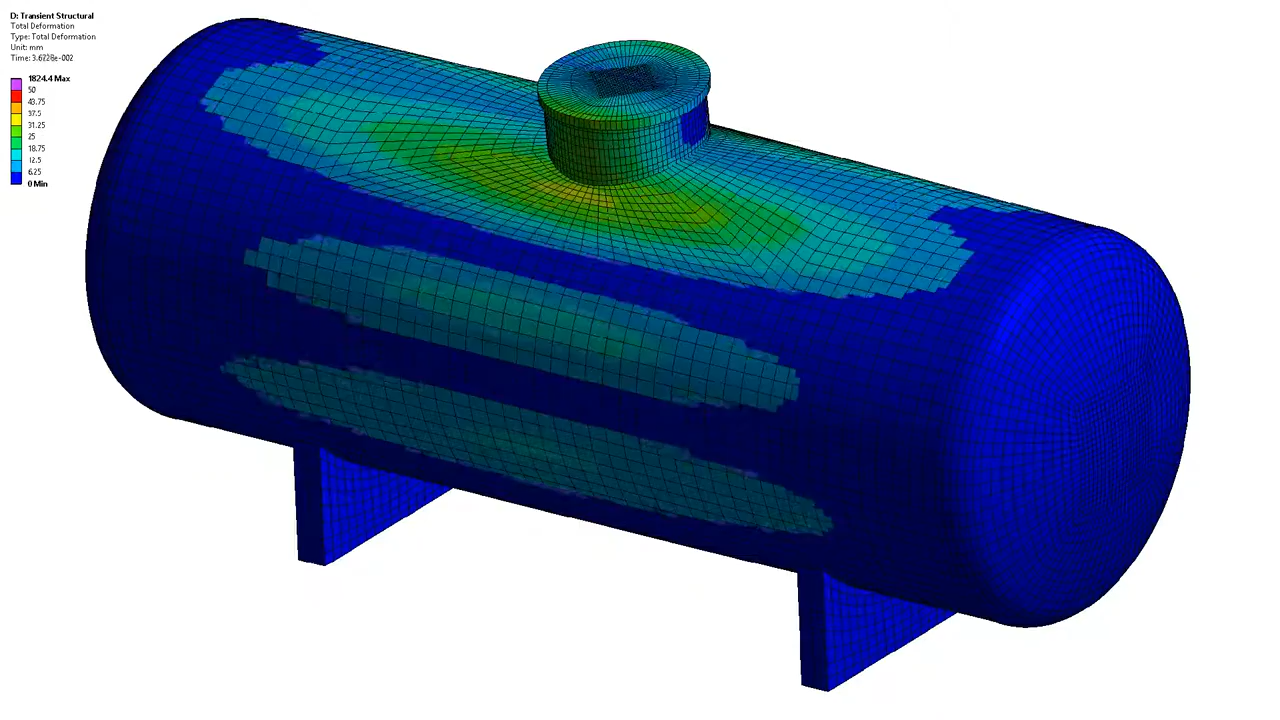 D: Transient Structural
Total Deformation
Type: Total Deformation
Unit: mm
Time: 3.6728e-002
1824.4 Max
50
43.75
37.5
31.25
25
18.75
12.5
6.25
0 Min